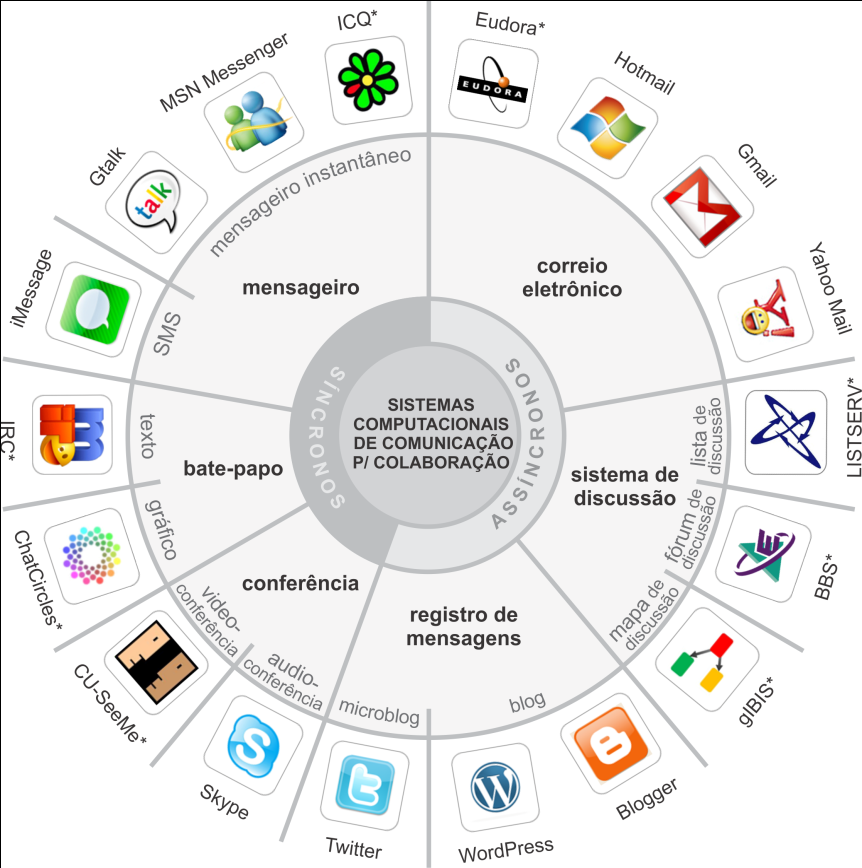 ICQ*
Eudora*
MSN Messenger
EUDORA
Hotmail
Gtalk
talk
mensageiro instantâneo
Gmail
iMessage
SMS
mensageiro
correio
eletrônico
Yahoo Mail
SÍNCRONOS
ASSÍNCRONOS
SISTEMAS
COMPUTACIONAIS
DE COMUNICAÇÃO
P/ COLABORAÇÃO
IRC*
texto
bate-papo
sistema de
discussão
lista de
discussão
LISTSERV*
ChatCircles*
gráfico
conferência
fórum de
discussão
BBS*
CU-SeeMe*
video-
conferência
registro de
mensagens
mapa de
discussão
gIBIS*
audio-
conferência
microblog
blog
Skype
Twitter
WordPress
Blogger